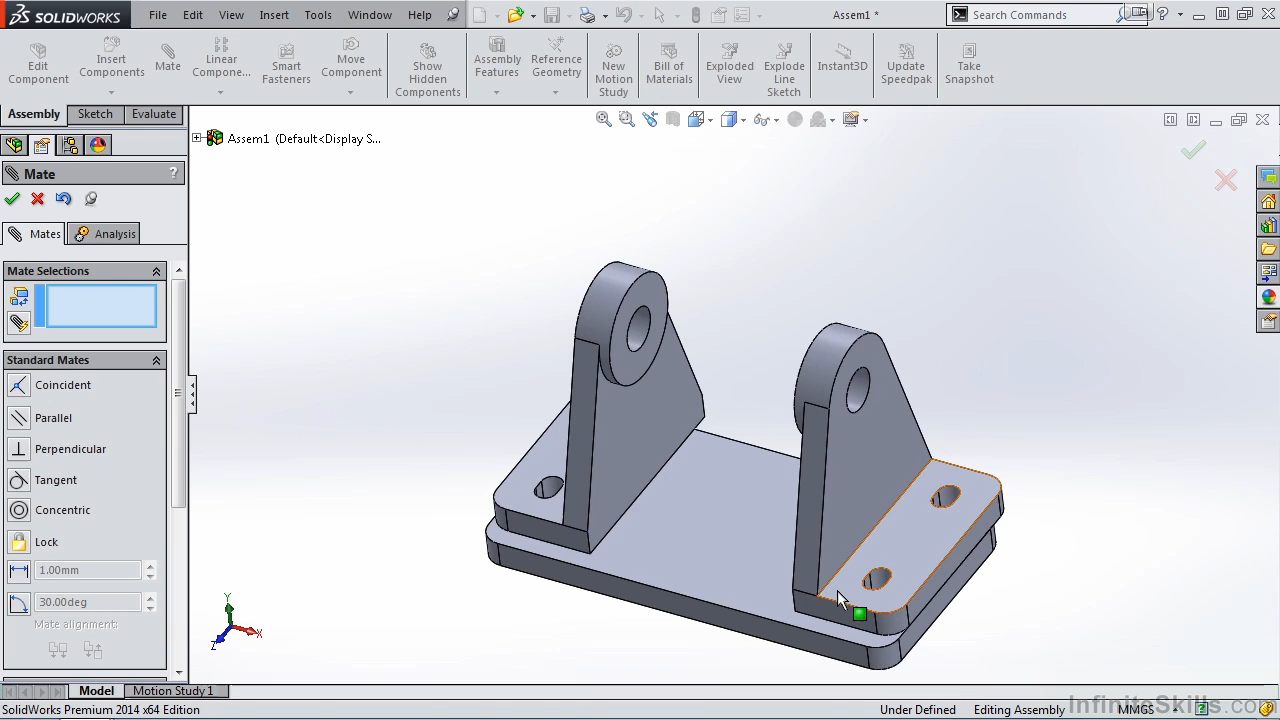 SOLIDWORKS File Edit View Insert Tools Window Help Assem1 * Search Commands
Edit Component
Insert Components
Mate
Linear Compone...
Smart Fasteners
Move Component
Show Hidden Components
Assembly Features
Reference Geometry
New Motion Study
Bill of Materials
Exploded View
Explode Line Sketch
Instant3D
Update Speedpak
Take Snapshot
Assembly Sketch Evaluate
Assem1 (Default<Display S...
Mate ?
Mates Analysis
Mate Selections
Standard Mates
Coincident
Parallel
Perpendicular
Tangent
Concentric
Lock
1.00mm
30.00deg
Mate alignment:
Y
X
Z
Model Motion Study 1
InfiniteSkills.com
SolidWorks Premium 2014 x64 Edition Under Defined Editing Assembly MMGS